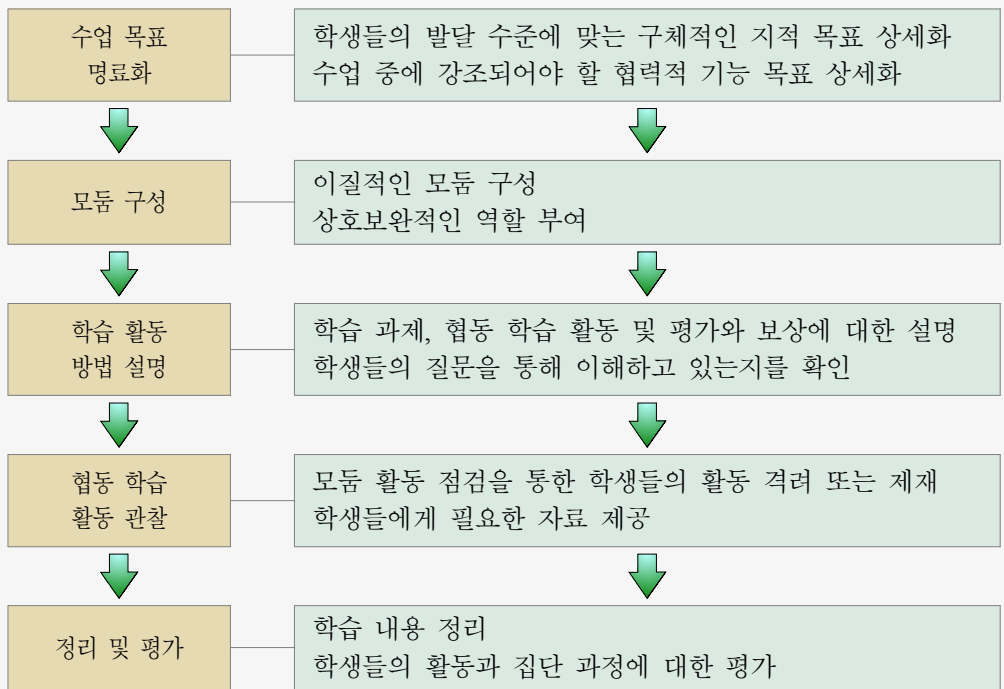 수업 목표
명료화
학생들의 발달 수준에 맞는 구체적인 지적 목표 상세화
수업 중에 강조되어야 할 협력적 기능 목표 상세화
모둠 구성
이질적인 모둠 구성
상호보완적인 역할 부여
학습 활동
방법 설명
학습 과제, 협동 학습 활동 및 평가와 보상에 대한 설명
학생들의 질문을 통해 이해하고 있는지를 확인
협동 학습
활동 관찰
모둠 활동 점검을 통한 학생들의 활동 격려 또는 제재
학생들에게 필요한 자료 제공
정리 및 평가
학습 내용 정리
학생들의 활동과 집단 과정에 대한 평가